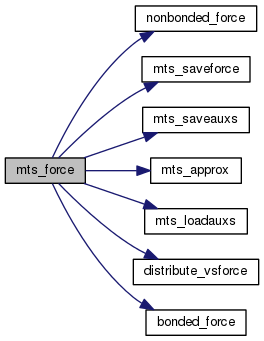 nonbonded_force
mts_saveforce
mts_saveauxs
mts_force
mts_approx
mts_loadauxs
distribute_vsforce
bonded_force